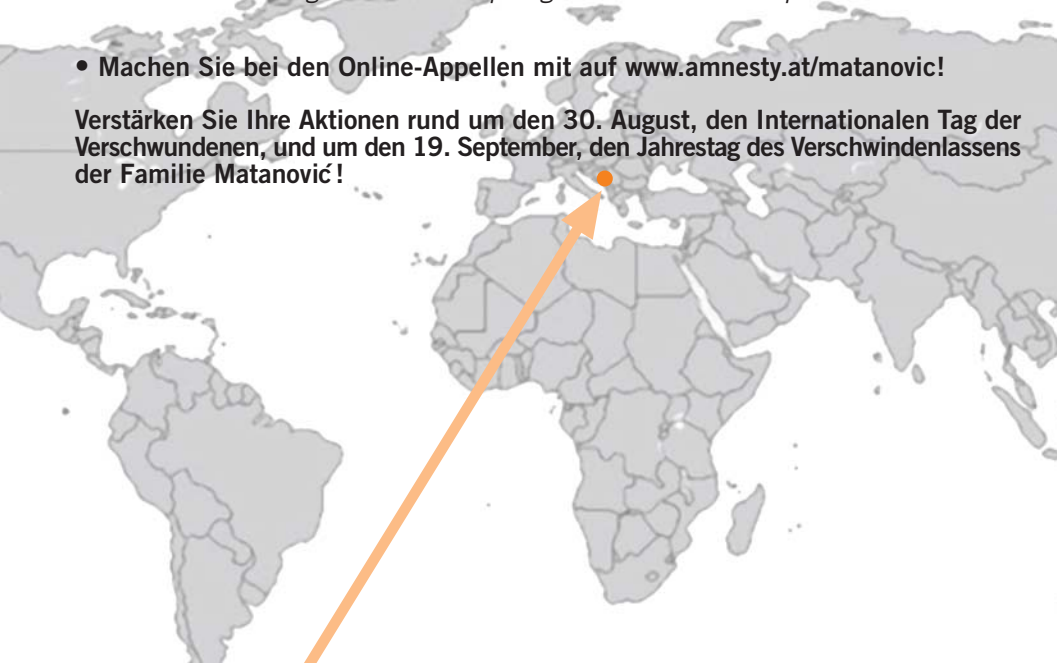 • Machen Sie bei den Online-Appellen mit auf www.amnesty.at/matanovic!
Verstärken Sie Ihre Aktionen rund um den 30. August, den Internationalen Tag der
Verschwundenen, und um den 19. September, den Jahrestag des Verschwindenlassens
der Familie Matanović!